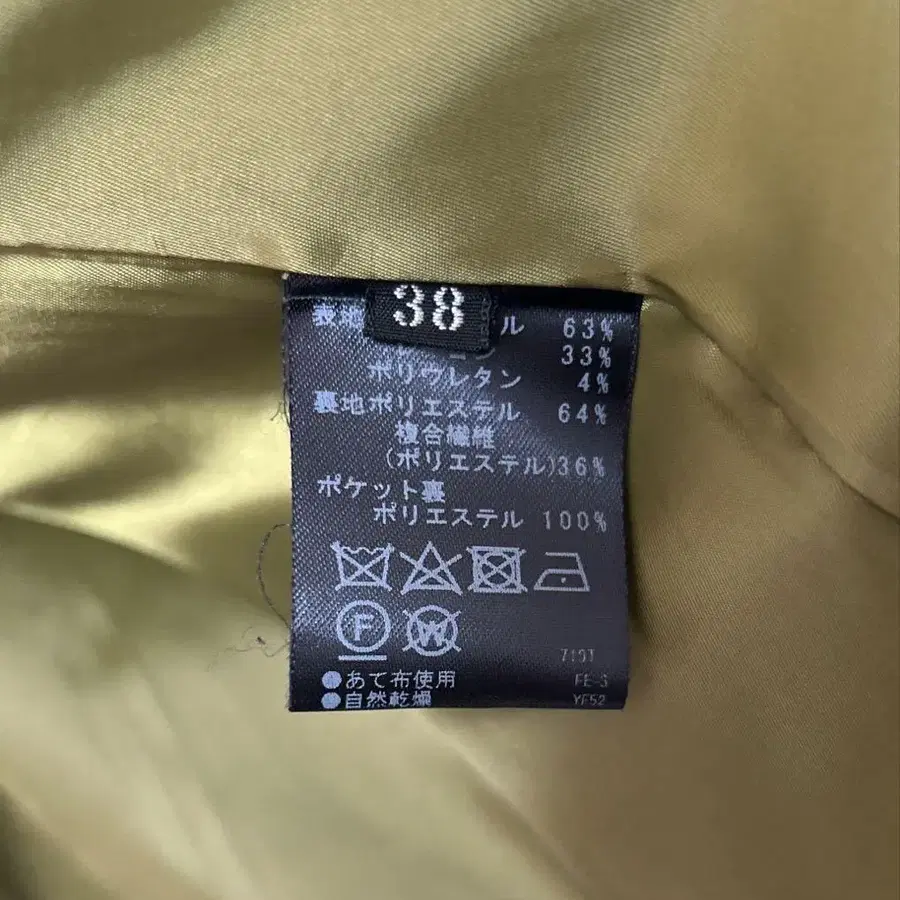 38
表地 ル 63%
ン 33%
ポリウレタン 4%
裏地ポリエステル 64%
複合繊維
(ポリエステル)36%
ポケット裏
ポリエステル 100%
F W
●あて布使用
●自然乾燥
719T
FE-S
YF52